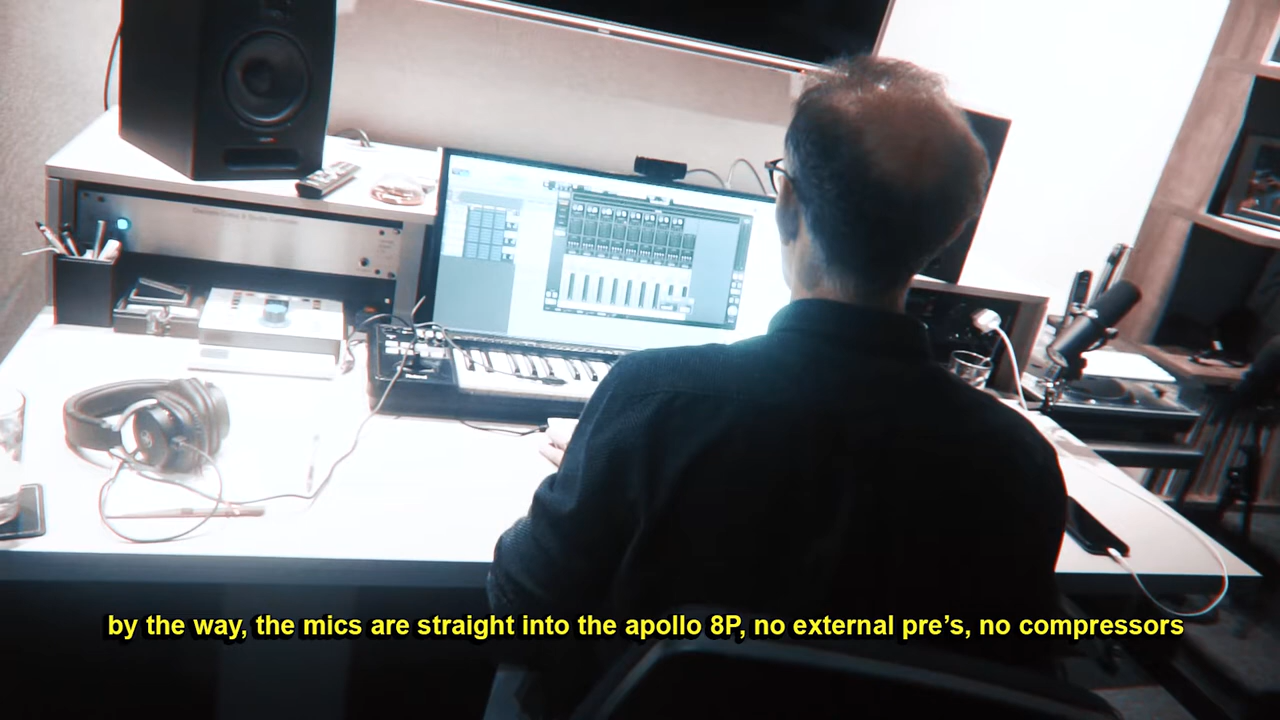 by the way, the mics are straight into the apollo 8P, no external pre’s, no compressors